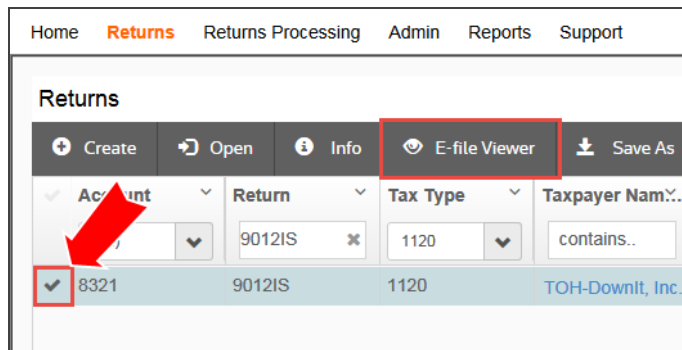 Home Returns Returns Processing Admin Reports Support
Returns
Create Open Info E-file Viewer Save As
Return Tax Type Taxpayer Nam...
9012IS 1120 contains..
8321 9012IS 1120 TOH-DownIt, Inc.